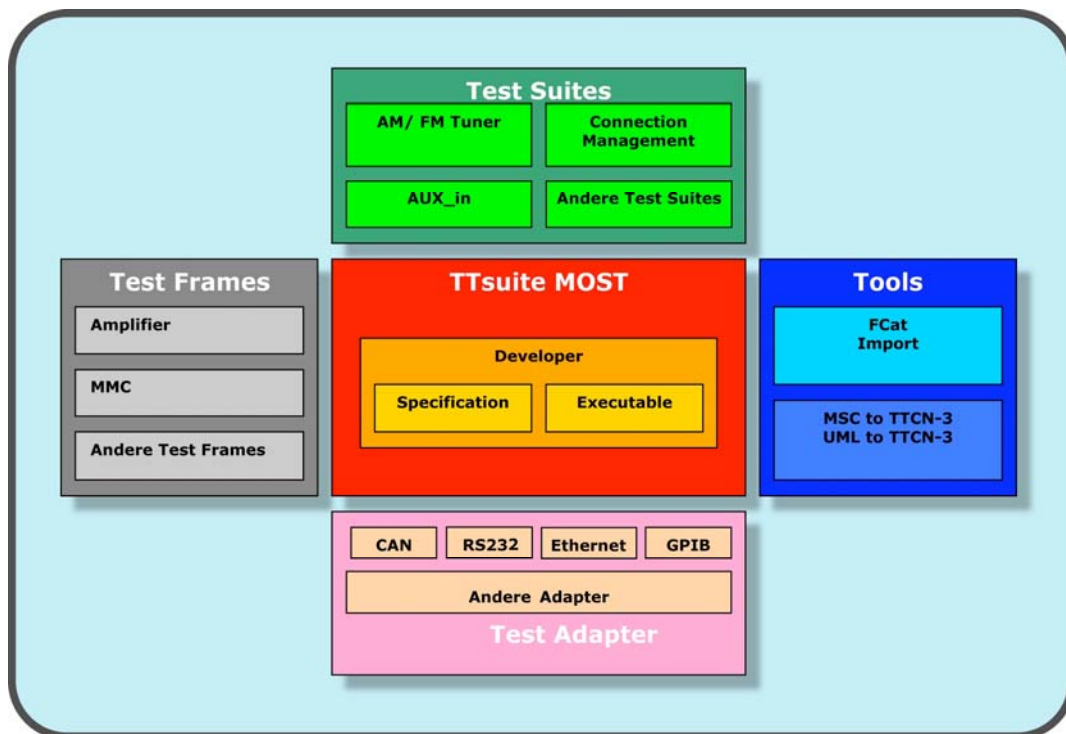 Test Suites
AM/ FM Tuner
Connection
Management
AUX_in
Andere Test Suites
Test Frames
Amplifier
MMC
Andere Test Frames
TTsuite MOST
Developer
Specification
Executable
Tools
FCat
Import
MSC to TTCN-3
UML to TTCN-3
CAN
RS232
Ethernet
GPIB
Andere Adapter
Test Adapter